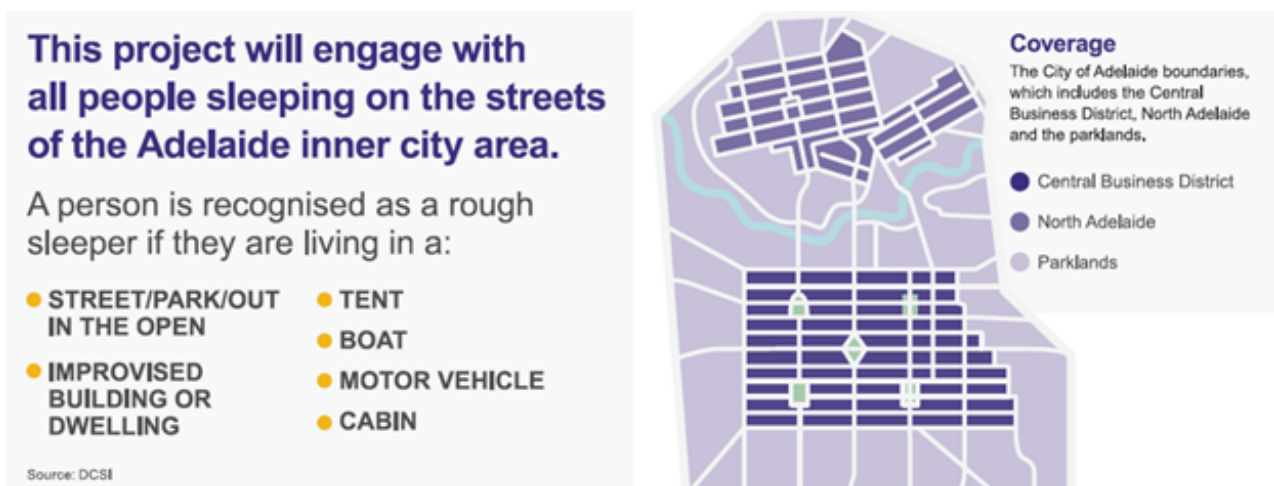 This project will engage with
all people sleeping on the streets
of the Adelaide inner city area.
A person is recognised as a rough
sleeper if they are living in a:
STREET/PARK/OUT
IN THE OPEN
IMPROVISED
BUILDING OR
DWELLING
TENT
BOAT
MOTOR VEHICLE
CABIN
Source: DCSI
Coverage
The City of Adelaide boundaries,
which includes the Central
Business District, North Adelaide
and the parklands.
Central Business District
North Adelaide
Parklands